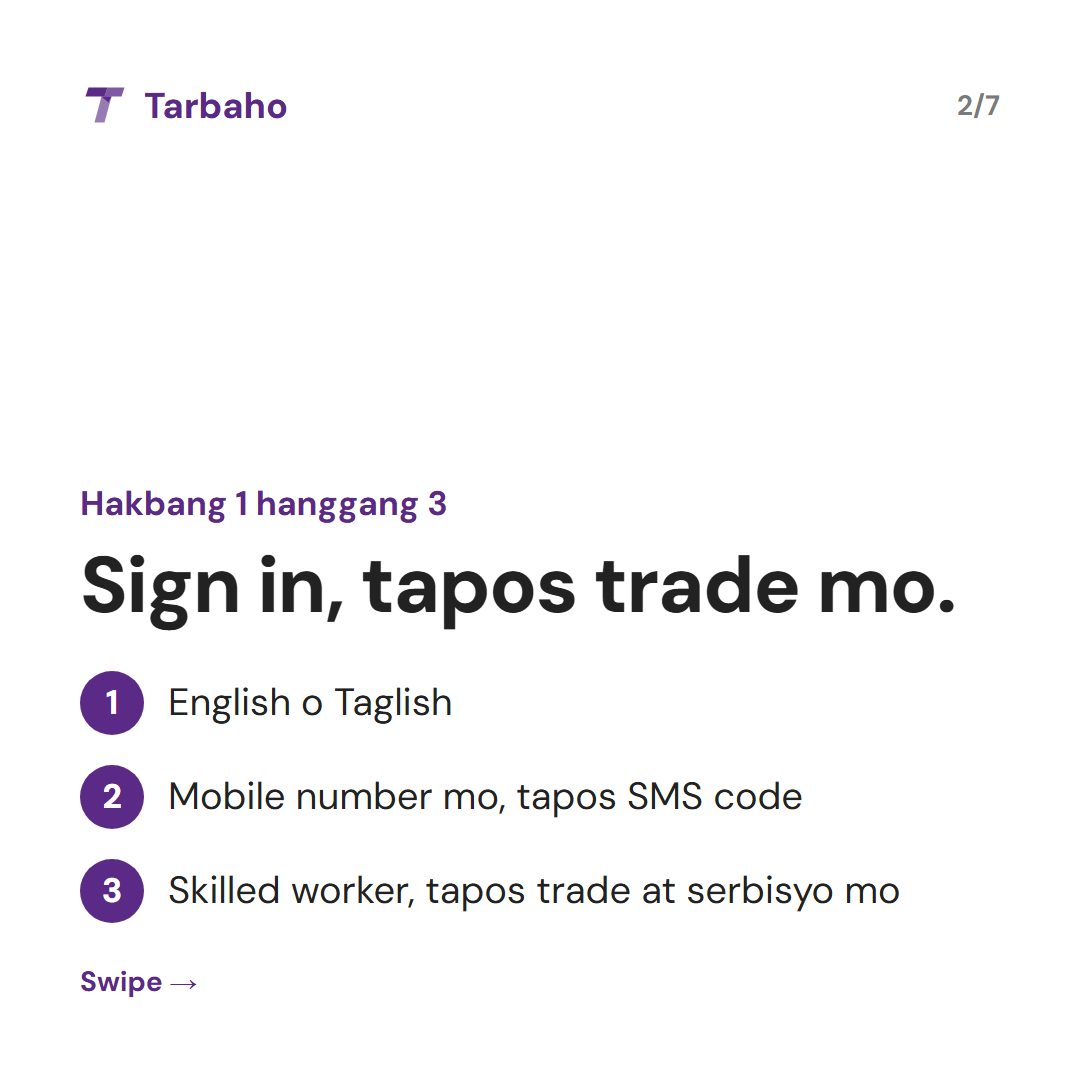 Tarbaho
2/7
Hakbang 1 hanggang 3
Sign in, tapos trade mo.
1 English o Taglish
2 Mobile number mo, tapos SMS code
3 Skilled worker, tapos trade at serbisyo mo
Swipe →